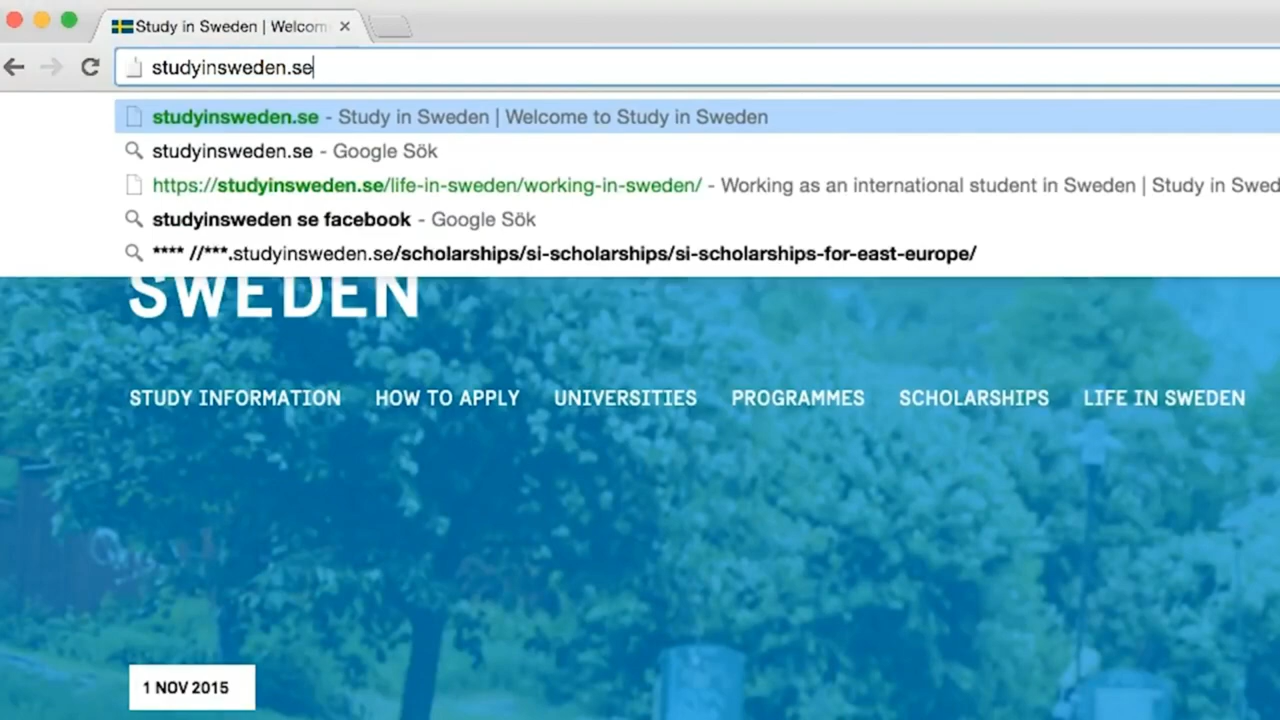 Study in Sweden | Welcom
studyinsweden.se
studyinsweden.se - Study in Sweden | Welcome to Study in Sweden
studyinsweden.se - Google Sök
https://studyinsweden.se/life-in-sweden/working-in-sweden/ - Working as an international student in Sweden | Study in Swed
studyinsweden se facebook - Google Sök
**** //***.studyinsweden.se/scholarships/si-scholarships/si-scholarships-for-east-europe/
SWEDEN
STUDY INFORMATION HOW TO APPLY UNIVERSITIES PROGRAMMES SCHOLARSHIPS LIFE IN SWEDEN
1 NOV 2015